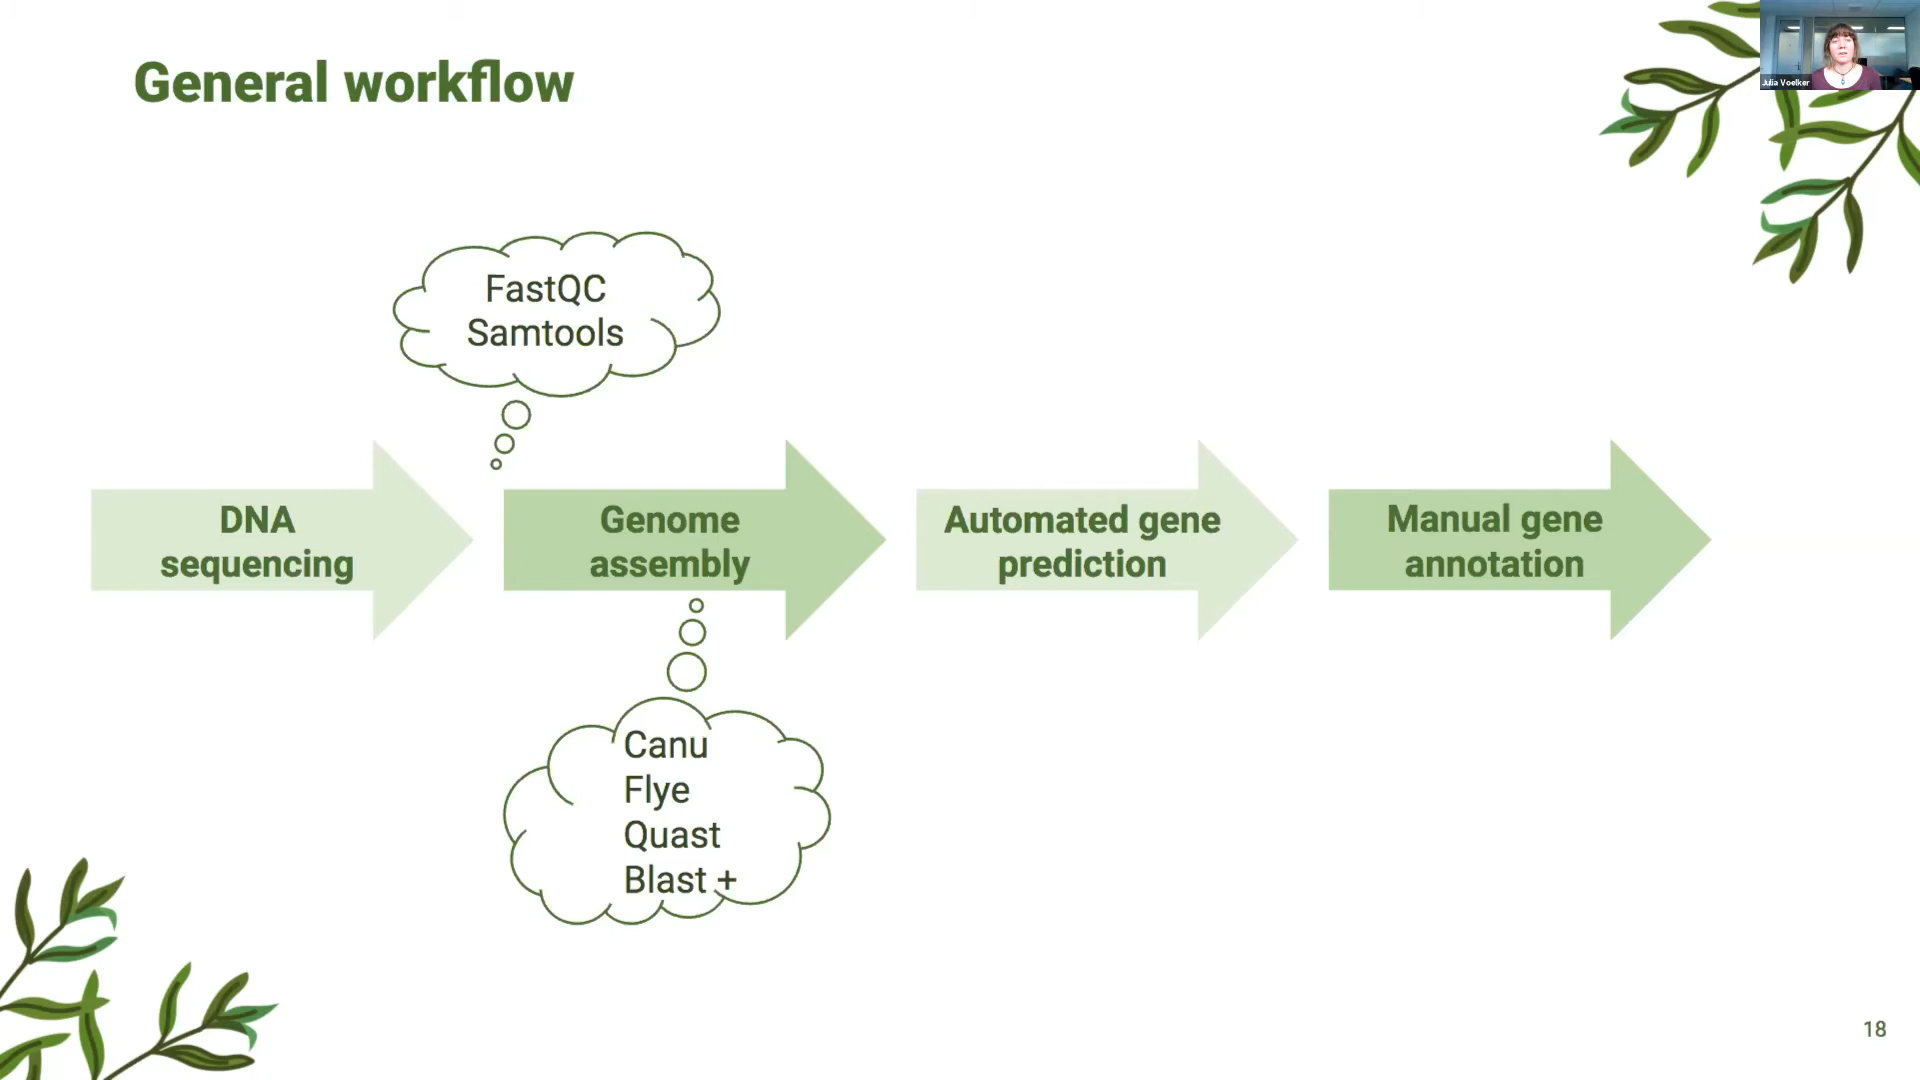 General workflow
Julia Voelker
FastQC
Samtools
DNA
sequencing
Genome
assembly
Automated gene
prediction
Manual gene
annotation
Canu
Flye
Quast
Blast +
18